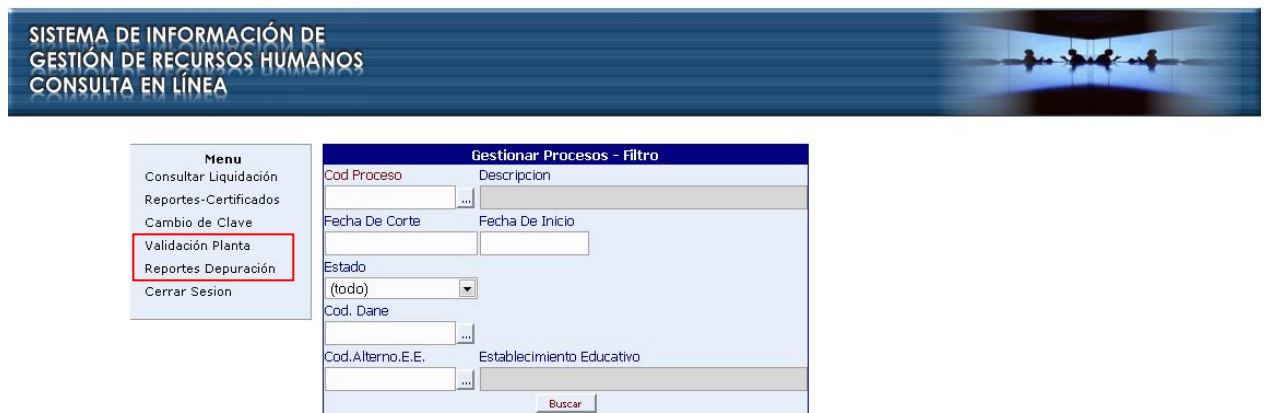 SISTEMA DE INFORMACIÓN DE
GESTIÓN DE RECURSOS HUMANOS
CONSULTA EN LÍNEA
Menu
Consultar Liquidación
Reportes-Certificados
Cambio de Clave
Validación Planta
Reportes Depuración
Cerrar Sesion
Gestionar Procesos - Filtro
Cod Proceso Descripcion
...
Fecha De Corte Fecha De Inicio
Estado
(todo)
Cod. Dane
...
Cod.Alterno.E.E. Establecimiento Educativo
...
Buscar